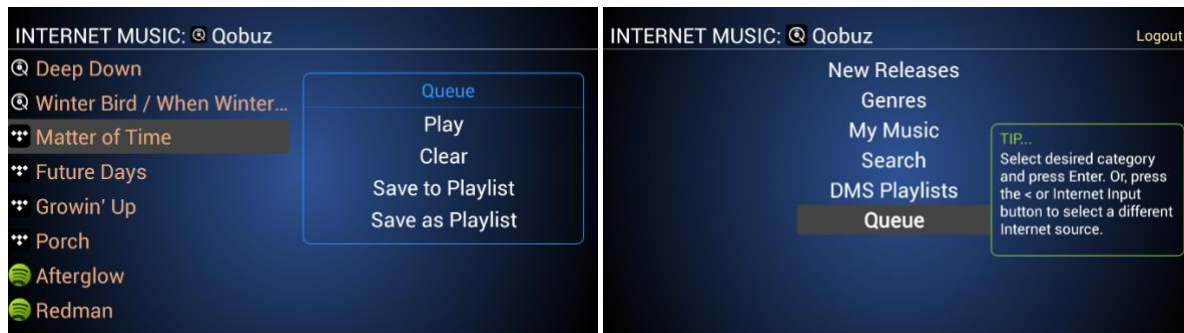 INTERNET MUSIC: Qobuz
Deep Down
Winter Bird / When Winter...
Matter of Time
Future Days
Growin' Up
Porch
Afterglow
Redman
Queue
Play
Clear
Save to Playlist
Save as Playlist
INTERNET MUSIC: Qobuz
Logout
New Releases
Genres
My Music
Search
DMS Playlists
Queue
TIP...
Select desired category
and press Enter. Or, press
the < or Internet Input
button to select a different
Internet source.